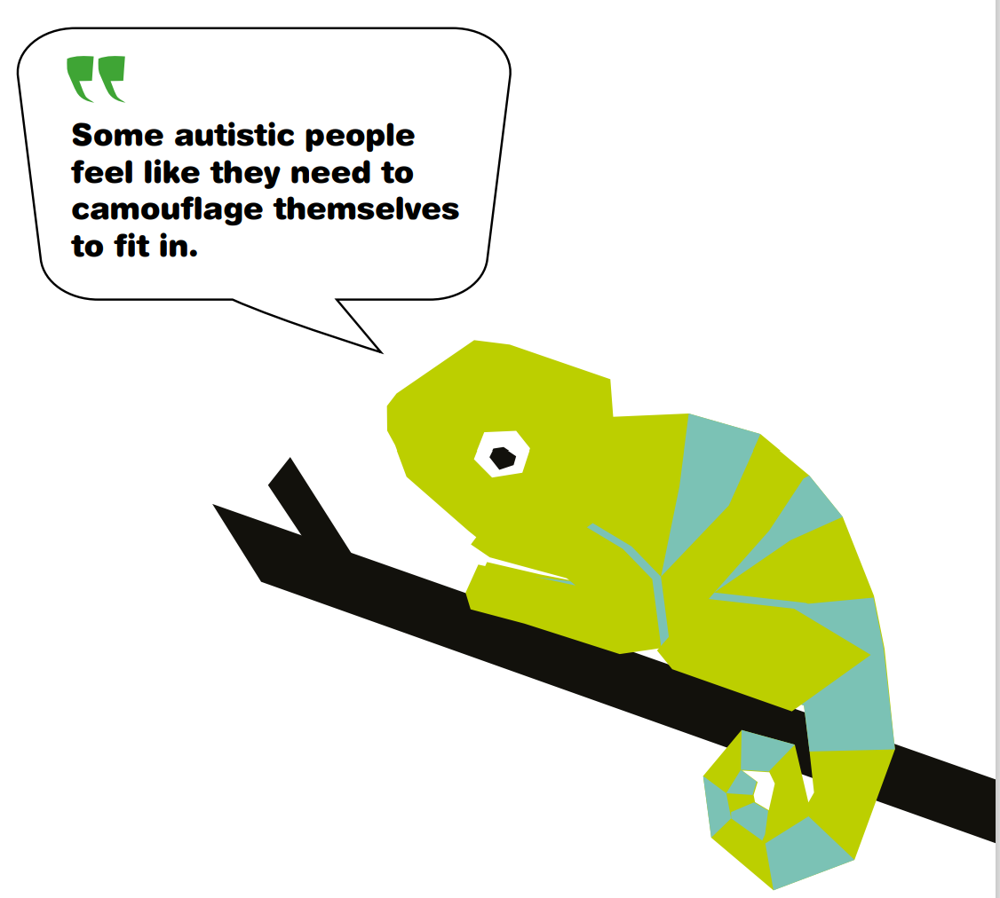 Some autistic people
feel like they need to
camouflage themselves
to fit in.